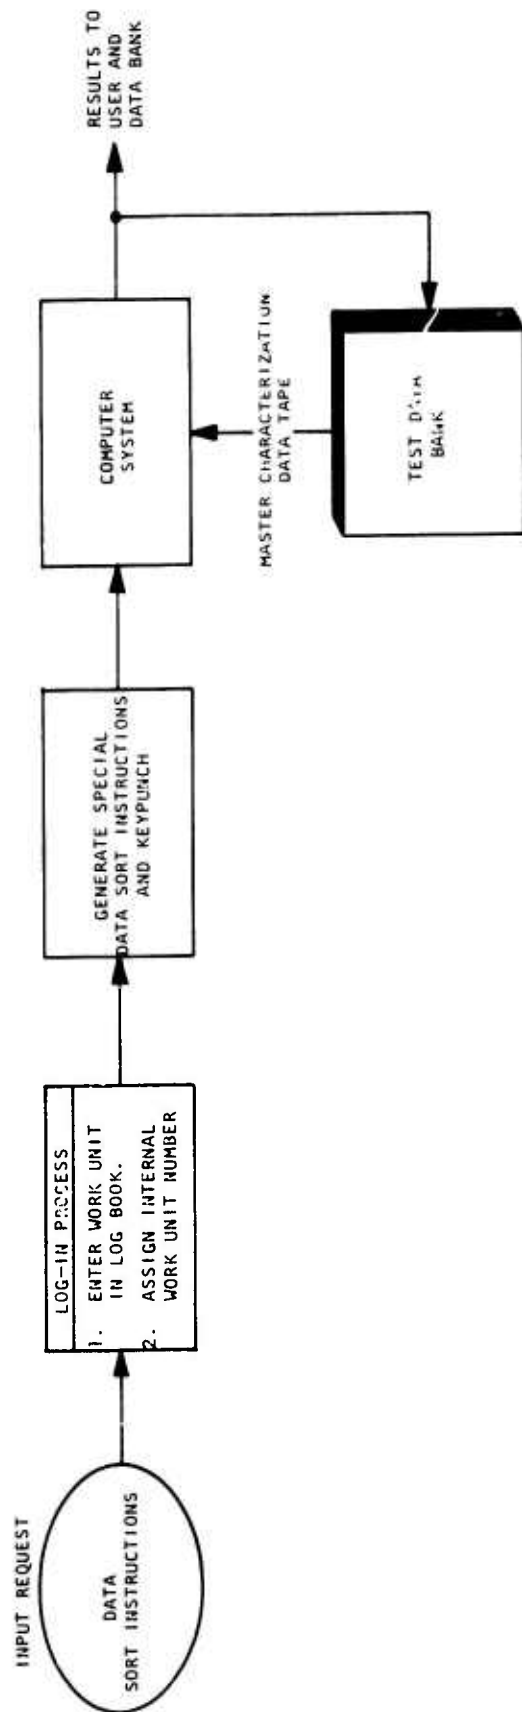 INPUT REQUEST
DATA
SORT INSTRUCTIONS
LOG-IN PROCESS
1. ENTER WORK UNIT
IN LOG BOOK.
2. ASSIGN INTERNAL
WORK UNIT NUMBER
GENERATE SPECIAL
DATA SORT INSTRUCTIONS
AND KEYPUNCH
COMPUTER
SYSTEM
RESULTS TO
USER AND
DATA BANK
MASTER CHARACTERIZATION
DATA TAPE
TEST DATA
BANK